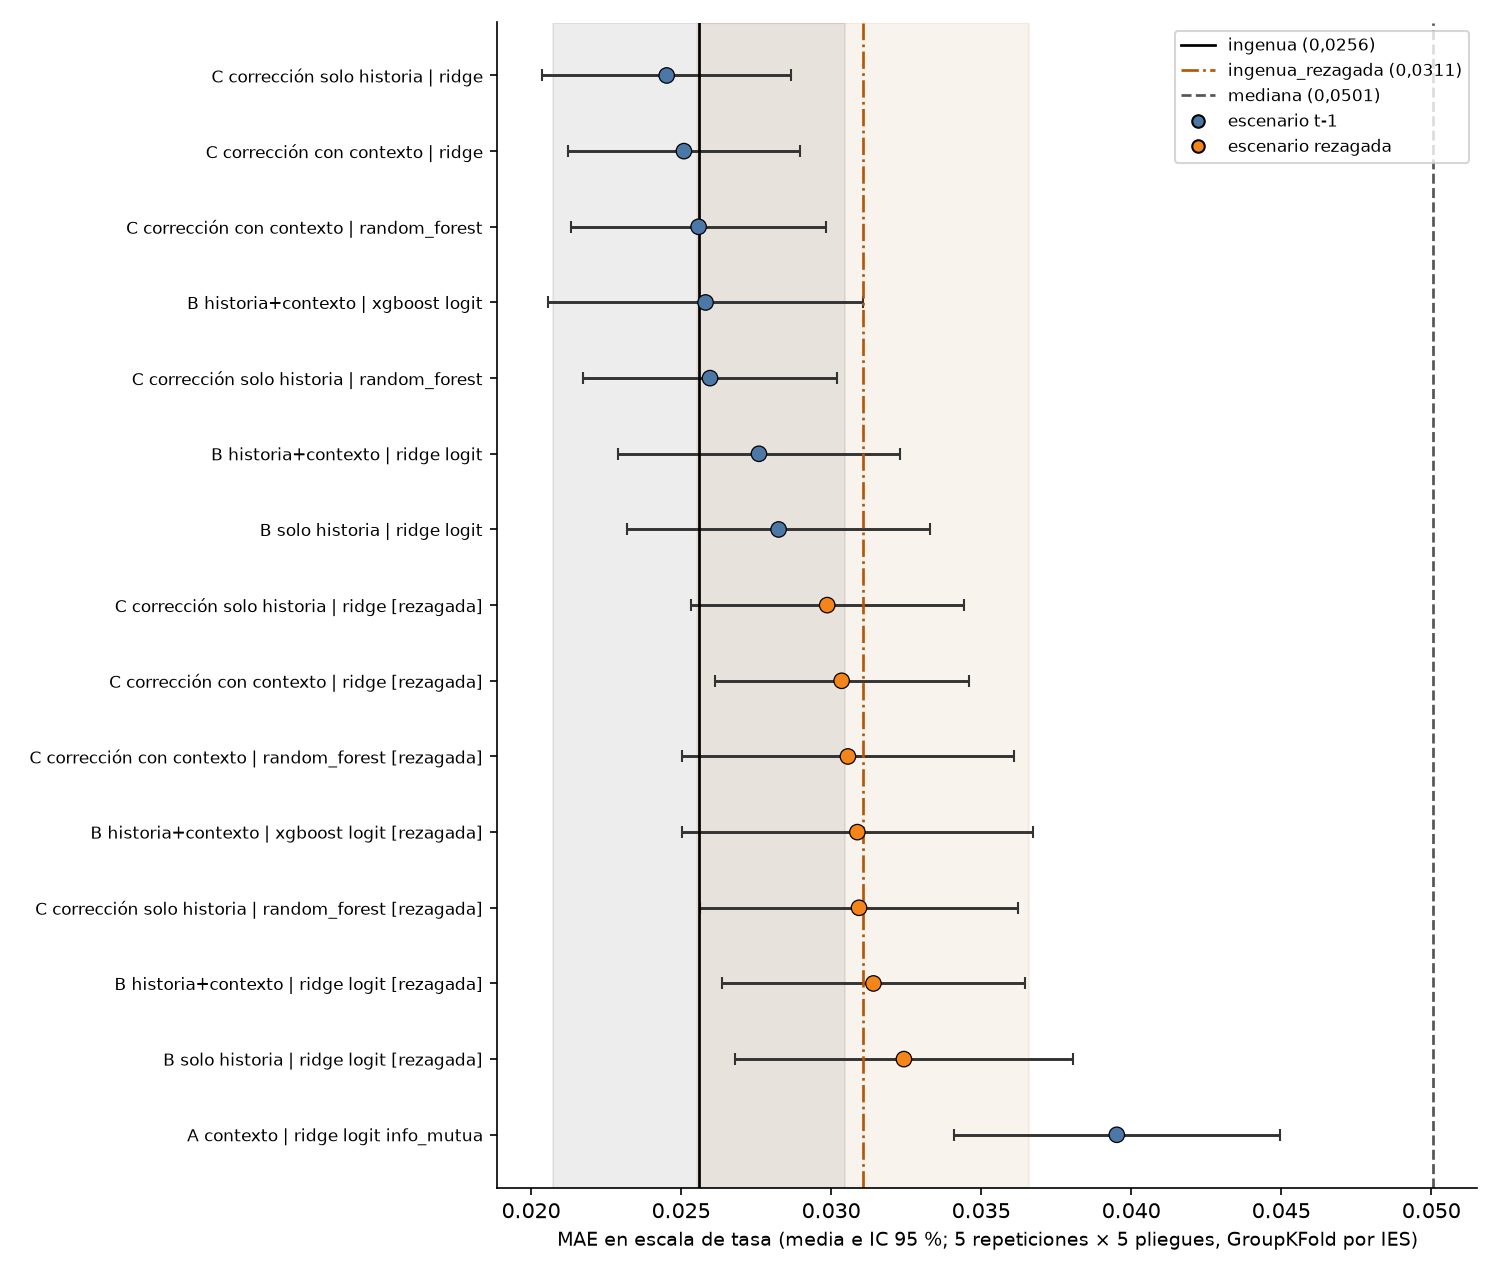 ingenua (0,0256)
ingenua_rezagada (0,0311)
mediana (0,0501)
escenario t-1
escenario rezagada
C corrección solo historia | ridge
C corrección con contexto | ridge
C corrección con contexto | random_forest
B historia+contexto | xgboost logit
C corrección solo historia | random_forest
B historia+contexto | ridge logit
B solo historia | ridge logit
C corrección solo historia | ridge [rezagada]
C corrección con contexto | ridge [rezagada]
C corrección con contexto | random_forest [rezagada]
B historia+contexto | xgboost logit [rezagada]
C corrección solo historia | random_forest [rezagada]
B historia+contexto | ridge logit [rezagada]
B solo historia | ridge logit [rezagada]
A contexto | ridge logit info_mutua
0.020 0.025 0.030 0.035 0.040 0.045 0.050
MAE en escala de tasa (media e IC 95 %; 5 repeticiones × 5 pliegues, GroupKFold por IES)